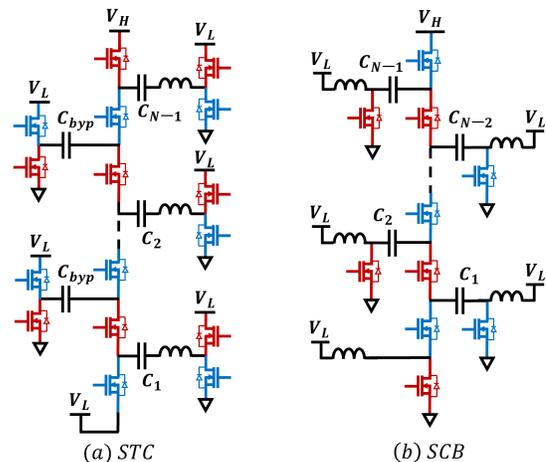 V_H
V_L
C_{N-1}
V_L
C_{byp}
V_L
C_2
V_L
C_{byp}
V_L
C_1
V_L
(a) STC
V_H
V_L
C_{N-1}
V_L
C_{N-2}
V_L
C_2
V_L
C_1
V_L
(b) SCB